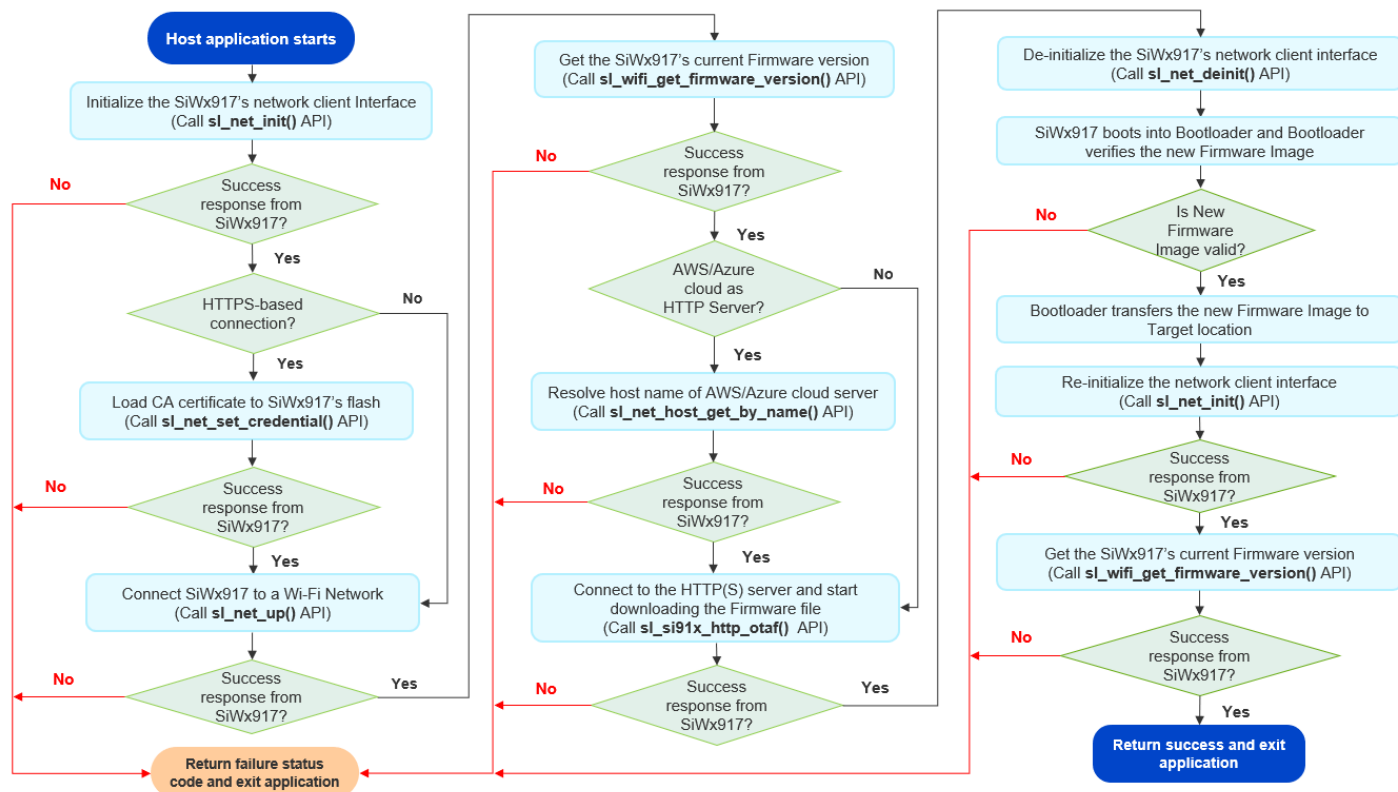 Host application starts
Initialize the SiWx917's network client Interface
(Call sl_net_init() API)
No
Success
response from
SiWx917?
Yes
HTTPS-based
connection?
No
Yes
Load CA certificate to SiWx917's flash
(Call sl_net_set_credential() API)
No
Success
response from
SiWx917?
Yes
Connect SiWx917 to a Wi-Fi Network
(Call sl_net_up() API)
No
Success
response from
SiWx917?
Yes
Return failure status
code and exit application
Get the SiWx917's current Firmware version
(Call sl_wifi_get_firmware_version() API)
No
Success
response from
SiWx917?
Yes
AWS/Azure
cloud as
HTTP Server?
No
Yes
Resolve host name of AWS/Azure cloud server
(Call sl_net_host_get_by_name() API)
No
Success
response from
SiWx917?
Yes
Connect to the HTTP(S) server and start
downloading the Firmware file
(Call sl_si91x_http_otaf() API)
No
Success
response from
SiWx917?
Yes
De-initialize the SiWx917's network client interface
(Call sl_net_deinit() API)
SiWx917 boots into Bootloader and Bootloader
verifies the new Firmware Image
No
Is New
Firmware
Image valid?
Yes
Bootloader transfers the new Firmware Image to
Target location
Re-initialize the network client interface
(Call sl_net_init() API)
No
Success
response from
SiWx917?
Yes
Get the SiWx917's current Firmware version
(Call sl_wifi_get_firmware_version() API)
No
Success
response from
SiWx917?
Yes
Return success and exit
application